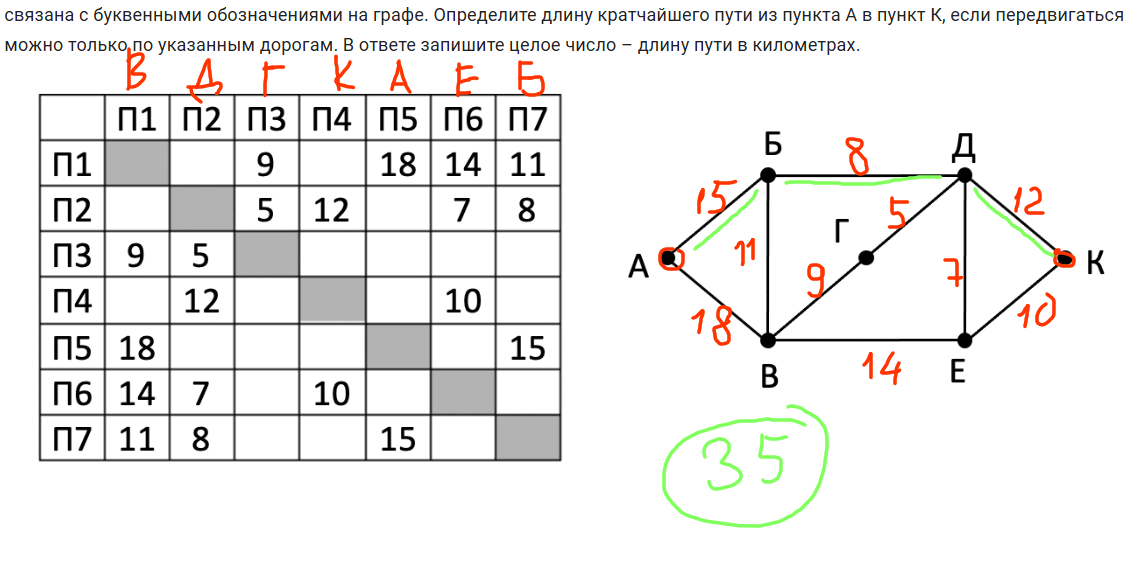 связана с буквенными обозначениями на графе. Определите длину кратчайшего пути из пункта А в пункт К, если передвигаться
можно только по указанным дорогам. В ответе запишите целое число – длину пути в километрах.
В Д Г К А Е Б
П1 П2 П3 П4 П5 П6 П7
П1 9 18 14 11
П2 5 12 7 8
П3 9 5
П4 12 10
П5 18 15
П6 14 7 10
П7 11 8 15
Б 8 Д
15 5 12
А 11 Г К
9 7
18 10
В 14 Е
35